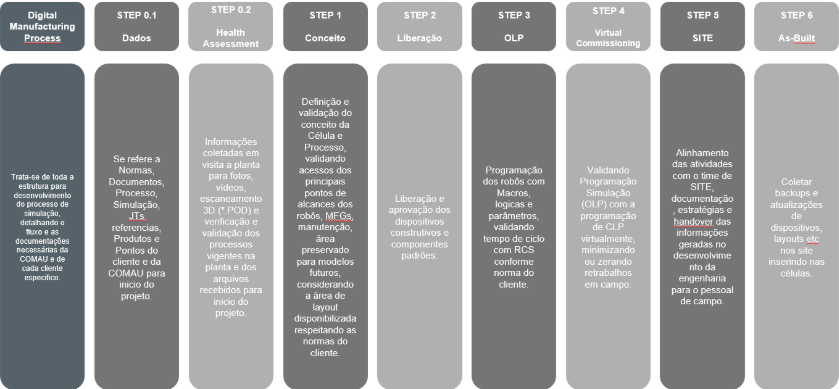 Digital
Manufacturing
Process
STEP 0.1
Dados
STEP 0.2
Health
Assessment
STEP 1
Conceito
STEP 2
Liberação
STEP 3
OLP
STEP 4
Virtual
Commissioning
STEP 5
SITE
STEP 6
As-Built
Trata-se de toda a
estrutura para
desenvolvimento
do processo de
simulação,
detalhando o
fluxo e as
documentações
necessárias da
COMAU e de
cada cliente
específico.
Se refere a
Normas,
Documentos,
Processo,
Simulação,
JTs
referencias,
Produtos e
Pontos do
cliente e da
COMAU para
início do
projeto.
Informações
coletadas em
visita a planta
para fotos,
vídeos,
escaneamento
3D (*.POD) e
verificação e
validação dos
processos
vigentes na
planta e dos
arquivos
recebidos para
início do
projeto.
Definição e
validação do
conceito da
Célula e
Processo,
validando
acessos dos
principais
pontos de
alcances dos
robôs, MFGs,
manutenção,
área
preservado
para modelos
futuros,
considerando
a área de
layout
disponibilizada
respeitando as
normas do
cliente.
Liberação e
aprovação dos
dispositivos
construtivos e
componentes
padrões.
Programação
dos robôs com
Macros,
logicas e
parâmetros,
validando
tempo de ciclo
com RCS
conforme
norma do
cliente.
Validando
Programação
Simulação
(OLP) com a
programação
de CLP
virtualmente,
minimizando
ou zerando
retrabalhos
em campo.
Alinhamento
das atividades
com o time de
SITE,
documentação
, estratégias e
handover das
informações
geradas no
desenvolvime
nto da
engenharia
para o pessoal
de campo.
Coletar
backups e
atualizações
de
dispositivos,
layouts etc
nos site
inserindo nas
células.